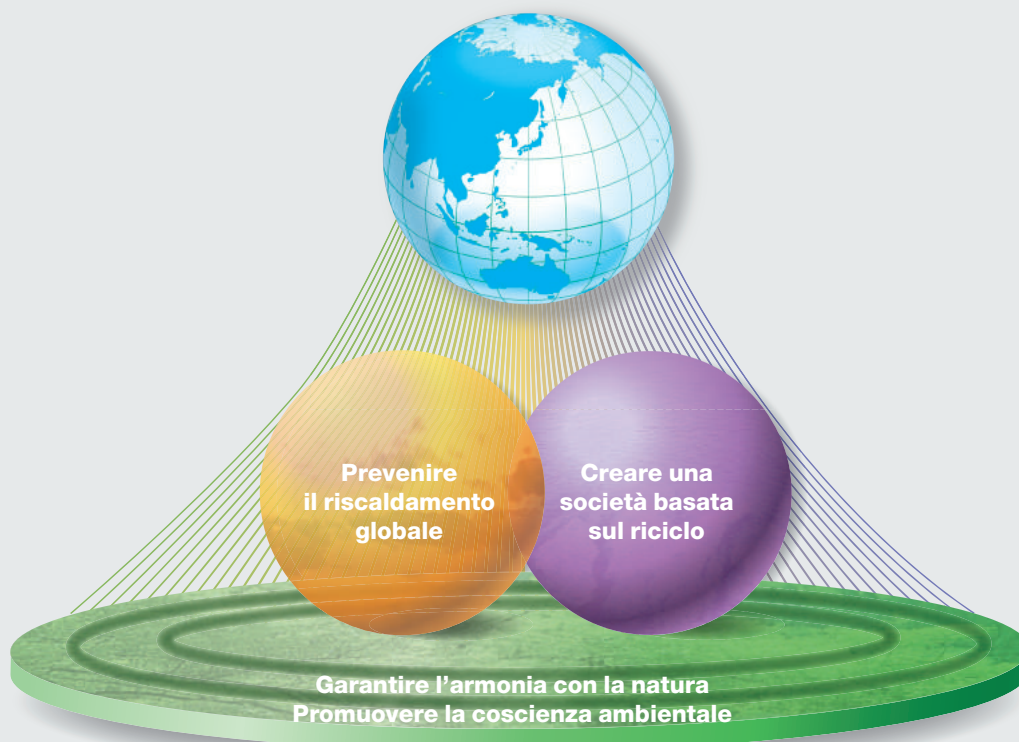 Prevenire
il riscaldamento
globale
Creare una
società basata
sul riciclo
Garantire l'armonia con la natura
Promuovere la coscienza ambientale